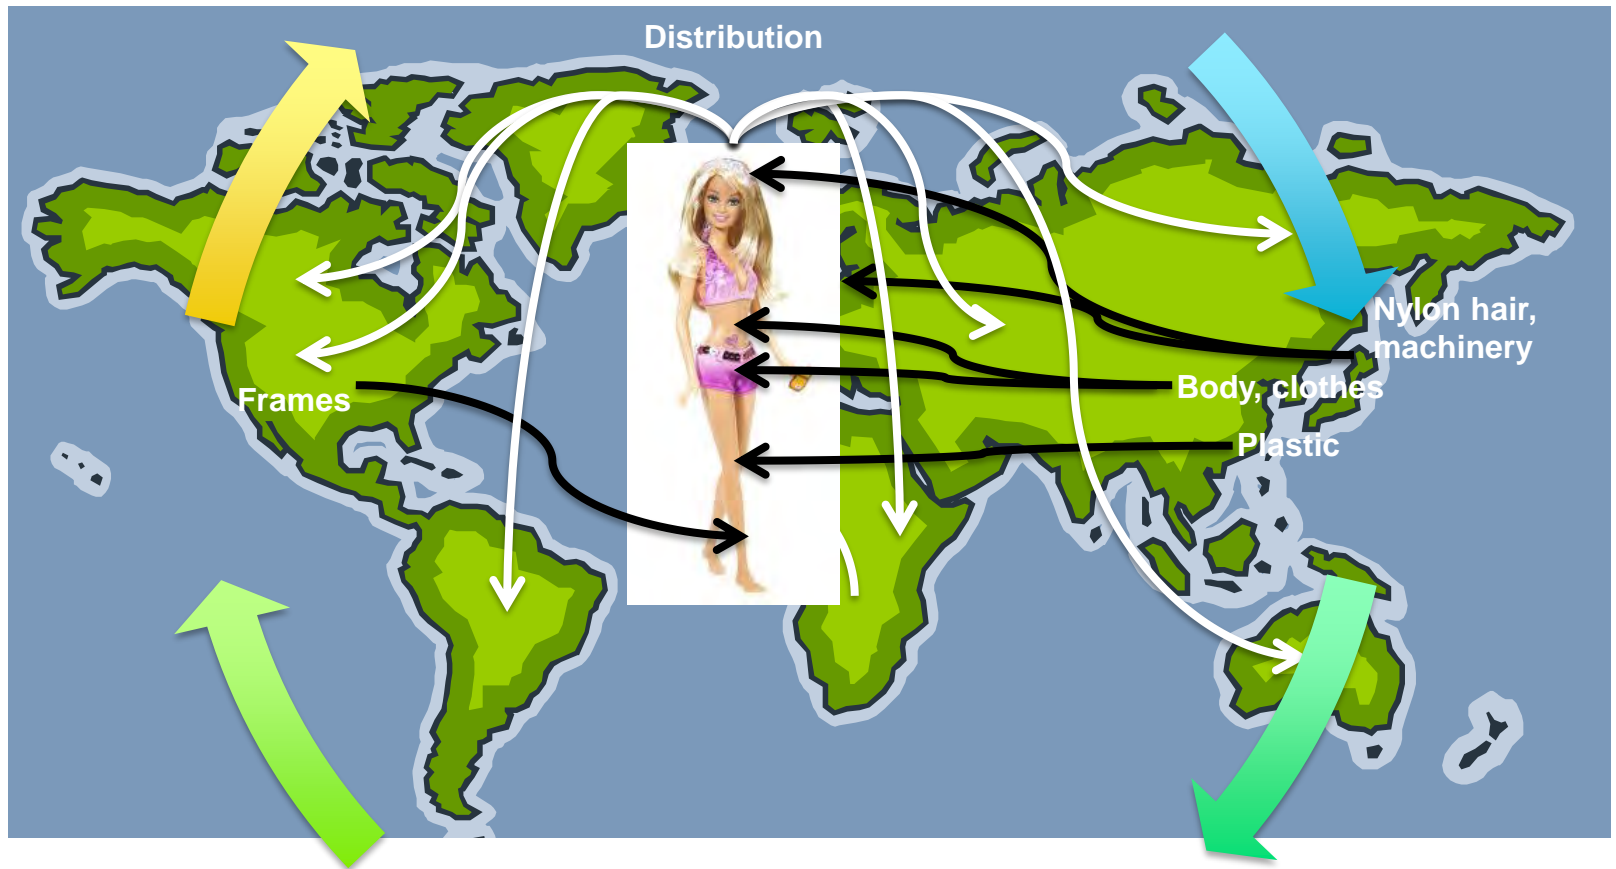 Distribution
Nylon hair,
machinery
Body, clothes
Frames
Plastic